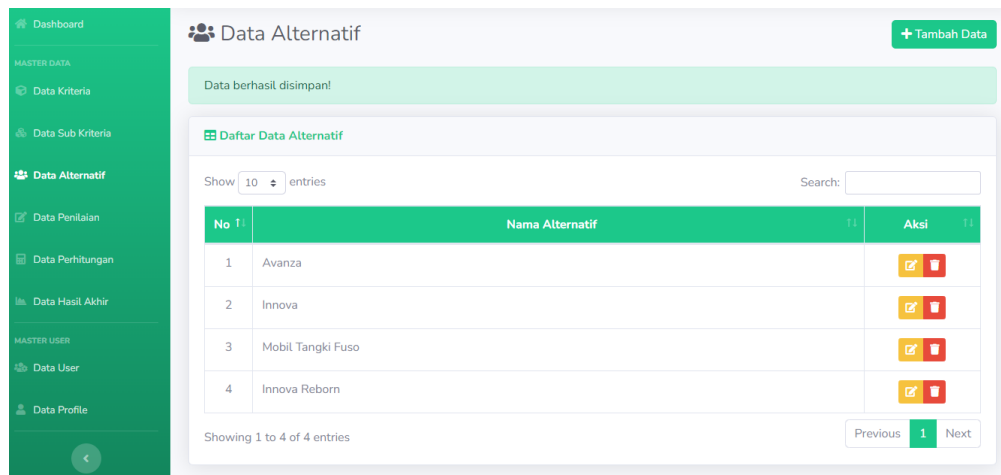 Dashboard
MASTER DATA
Data Kriteria
Data Sub Kriteria
Data Alternatif
Data Penilaian
Data Perhitungan
Data Hasil Akhir
MASTER USER
Data User
Data Profile
Data Alternatif
+ Tambah Data
Data berhasil disimpan!
Daftar Data Alternatif
Show 10 entries
Search:
No Nama Alternatif Aksi
1 Avanza
2 Innova
3 Mobil Tangki Fuso
4 Innova Reborn
Showing 1 to 4 of 4 entries
Previous 1 Next